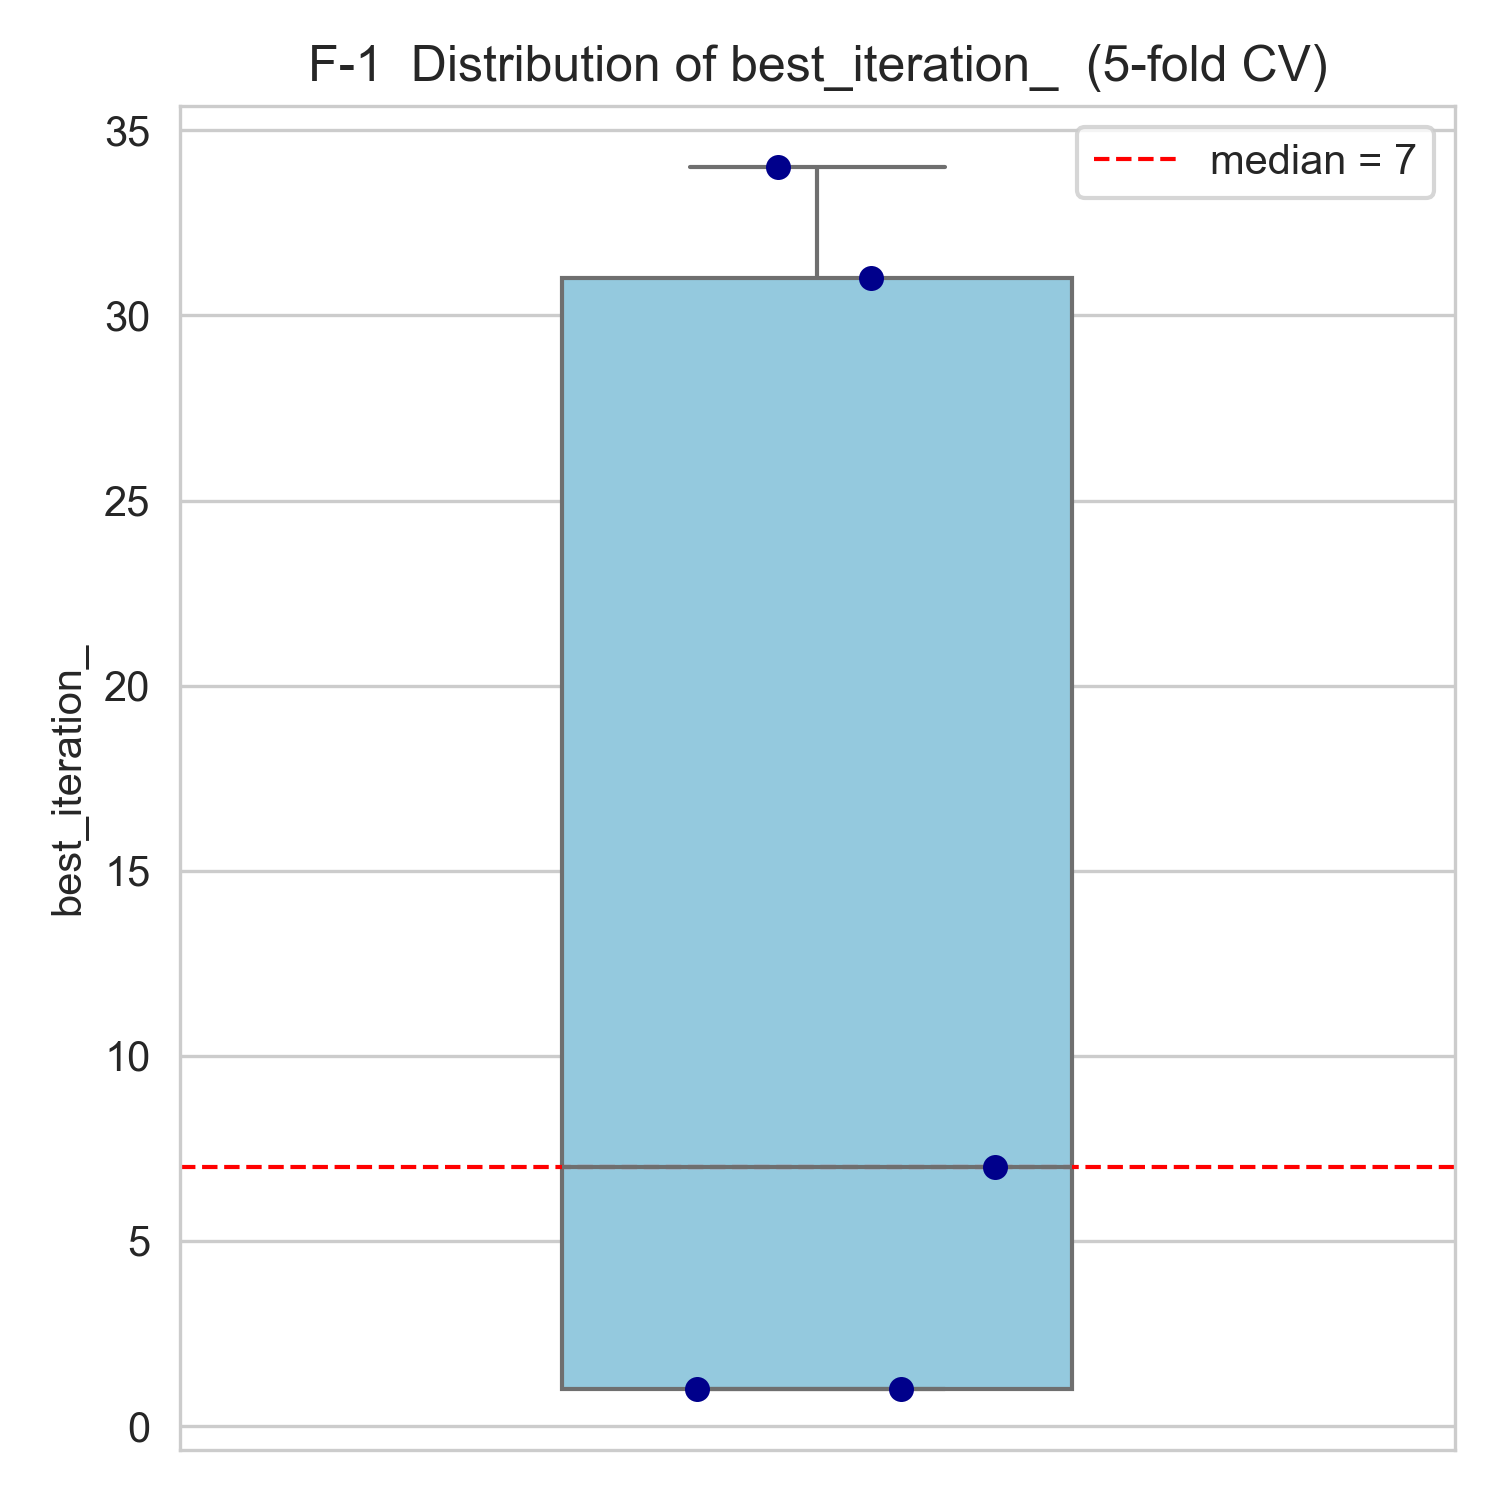 F-1  Distribution of best_iteration_  (5-fold CV)
median = 7
best_iteration_
35
30
25
20
15
10
5
0